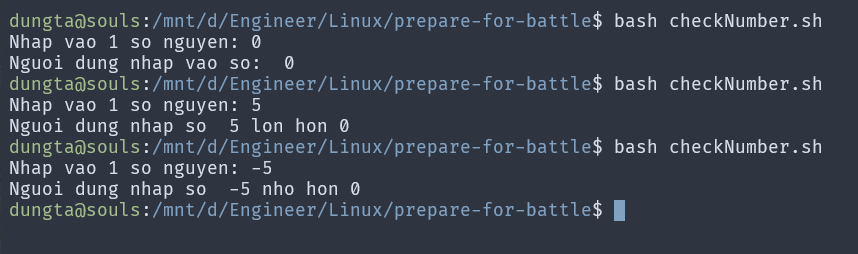 dungta@souls:/mnt/d/Engineer/Linux/prepare-for-battle$ bash checkNumber.sh
Nhap vao 1 so nguyen: 0
Nguoi dung nhap vao so:  0
dungta@souls:/mnt/d/Engineer/Linux/prepare-for-battle$ bash checkNumber.sh
Nhap vao 1 so nguyen: 5
Nguoi dung nhap so  5 lon hon 0
dungta@souls:/mnt/d/Engineer/Linux/prepare-for-battle$ bash checkNumber.sh
Nhap vao 1 so nguyen: -5
Nguoi dung nhap so  -5 nho hon 0
dungta@souls:/mnt/d/Engineer/Linux/prepare-for-battle$